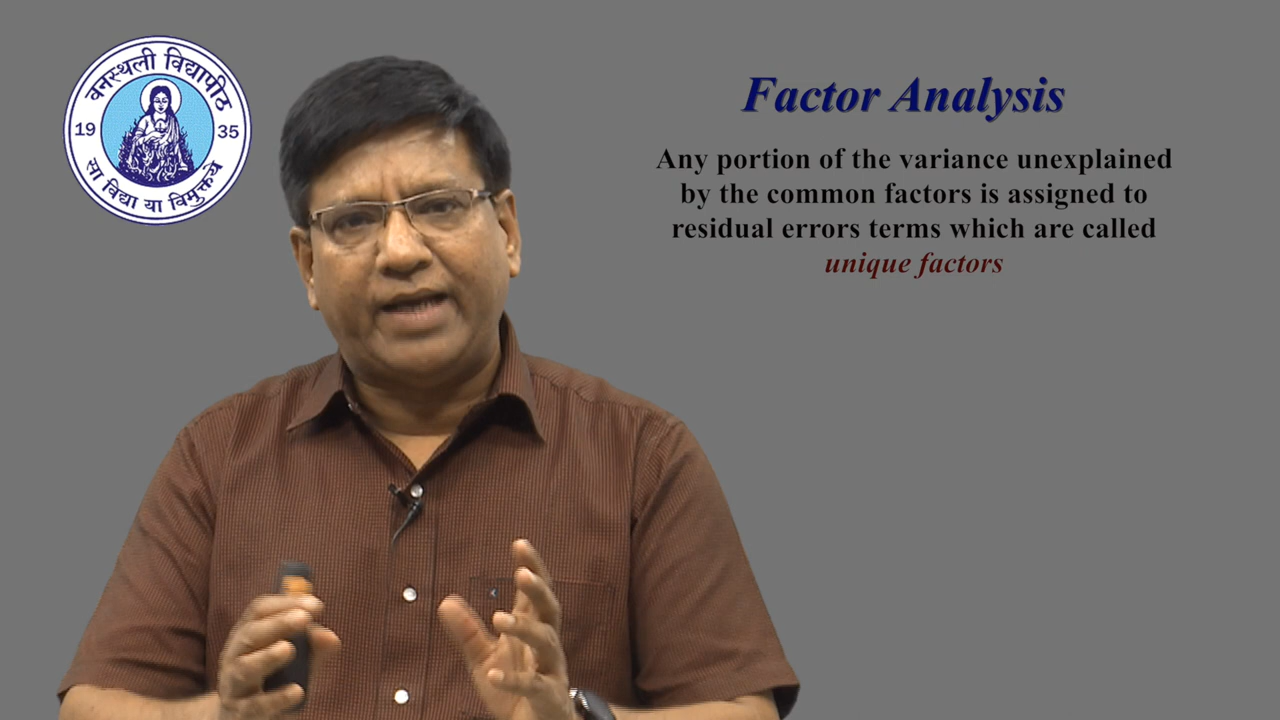 वनस्थली विद्यापीठ
19 35
सा विद्या या विमुक्तये
Factor Analysis
Any portion of the variance unexplained
by the common factors is assigned to
residual errors terms which are called
unique factors